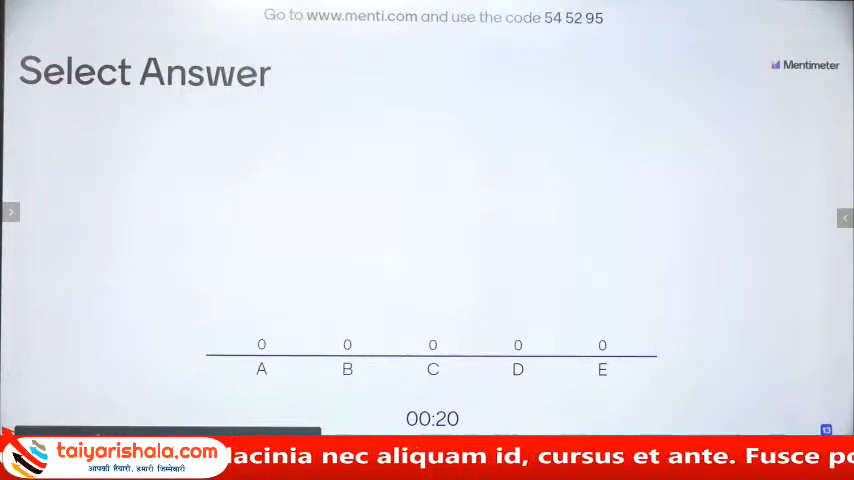 Go to www.menti.com and use the code 54 52 95
Select Answer
Mentimeter
0 0 0 0 0
A B C D E
00:20
13
taiyarishala.com
आपकी तैयारी, हमारी जिम्मेदारी
lacinia nec aliquam id, cursus et ante. Fusce po